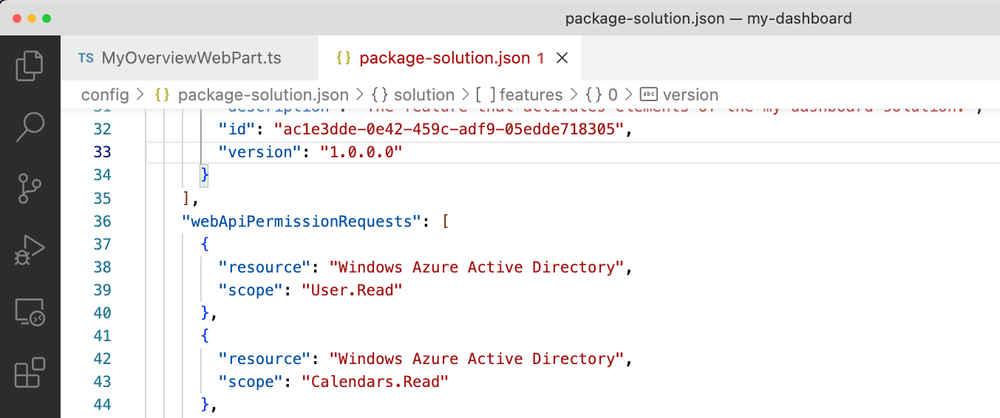 package-solution.json — my-dashboard
TS MyOverviewWebPart.ts {} package-solution.json 1 ×
config > {} package-solution.json > {} solution > [ ] features > {} 0 > abc version
31 "description": "The feature that activates elements of the my-dashboard solution.",
32 "id": "ac1e3dde-0e42-459c-adf9-05edde718305",
33 "version": "1.0.0.0"
34 }
35 ],
36 "webApiPermissionRequests": [
37 {
38 "resource": "Windows Azure Active Directory",
39 "scope": "User.Read"
40 },
41 {
42 "resource": "Windows Azure Active Directory",
43 "scope": "Calendars.Read"
44 },